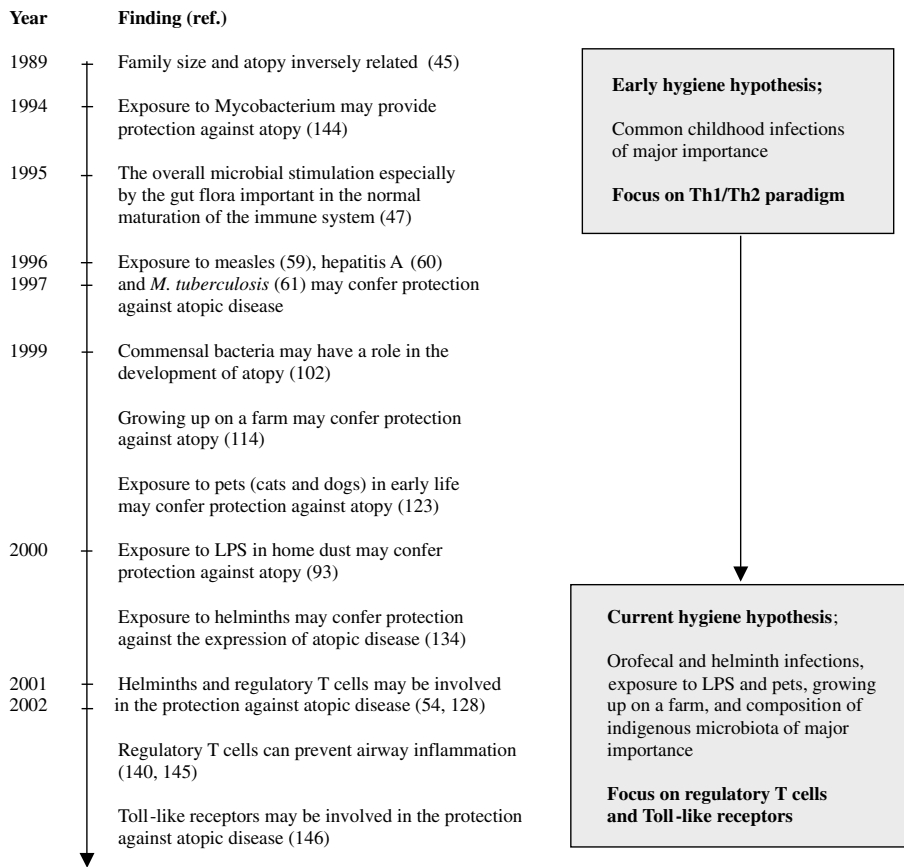 Year Finding (ref.)
1989 Family size and atopy inversely related (45)
1994 Exposure to Mycobacterium may provide
protection against atopy (144)
1995 The overall microbial stimulation especially
by the gut flora important in the normal
maturation of the immune system (47)
1996 Exposure to measles (59), hepatitis A (60)
1997 and M. tuberculosis (61) may confer protection
against atopic disease
1999 Commensal bacteria may have a role in the
development of atopy (102)
Growing up on a farm may confer protection
against atopy (114)
Exposure to pets (cats and dogs) in early life
may confer protection against atopy (123)
2000 Exposure to LPS in home dust may confer
protection against atopy (93)
Exposure to helminths may confer protection
against the expression of atopic disease (134)
2001 Helminths and regulatory T cells may be involved
2002 in the protection against atopic disease (54, 128)
Regulatory T cells can prevent airway inflammation
(140, 145)
Toll-like receptors may be involved in the protection
against atopic disease (146)
Early hygiene hypothesis;
Common childhood infections
of major importance
Focus on Th1/Th2 paradigm
Current hygiene hypothesis;
Orofecal and helminth infections,
exposure to LPS and pets, growing
up on a farm, and composition of
indigenous microbiota of major
importance
Focus on regulatory T cells
and Toll-like receptors